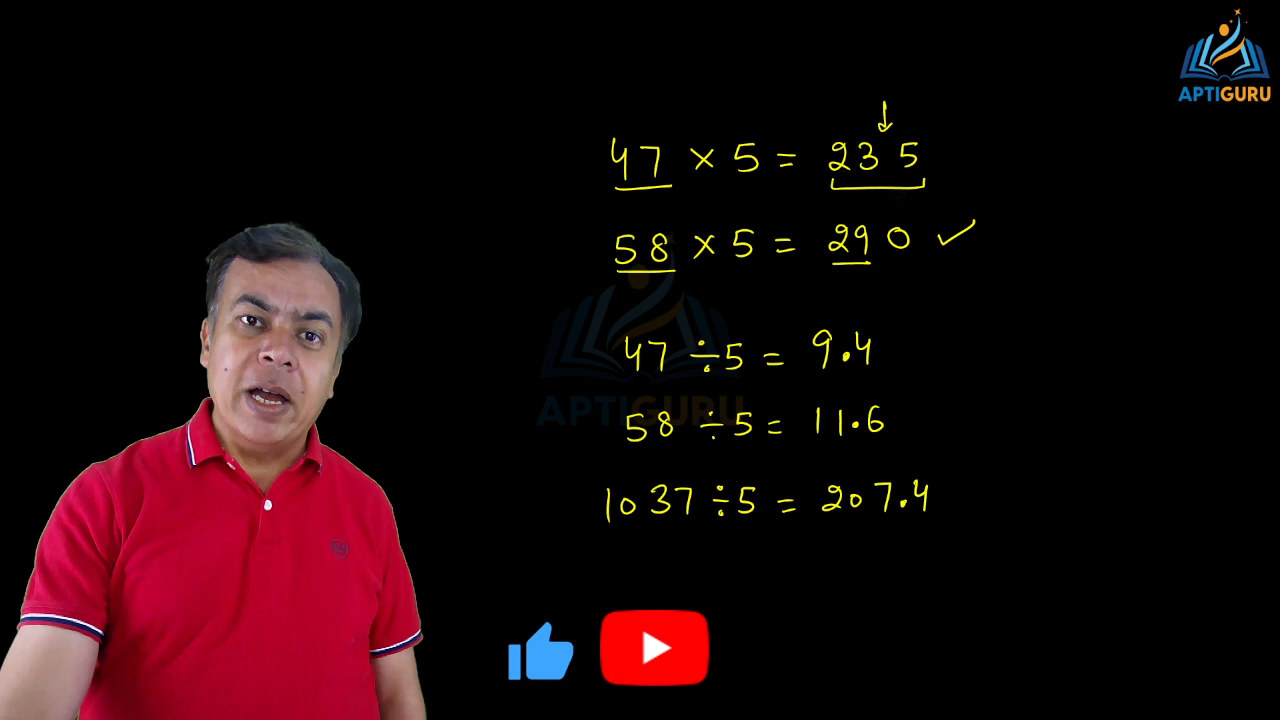 APTIGURU
47 × 5 = 235
58 × 5 = 290 ✓
47 ÷ 5 = 9.4
APTIGURU
58 ÷ 5 = 11.6
1037 ÷ 5 = 207.4